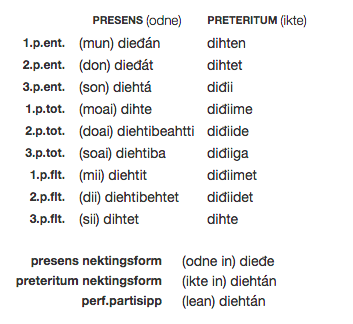 PRESENS (odne) PRETERITUM (ikte)
1.p.ent. (mun) dieđán dihten
2.p.ent. (don) dieđát dihtet
3.p.ent. (son) diehtá diđii
1.p.tot. (moai) dihte diđiime
2.p.tot. (doai) diehtibeahtti diđiide
3.p.tot. (soai) diehtiba diđiiga
1.p.flt. (mii) diehtit diđiimet
2.p.flt. (dii) diehtibehtet diđiidet
3.p.flt. (sii) dihtet dihte
presens nektingsform (odne in) dieđe
preteritum nektingsform (ikte in) diehtán
perf.partisipp (lean) diehtán